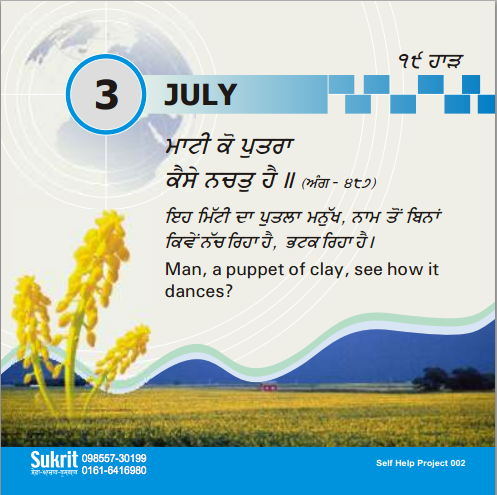 ੧੯ ਹਾੜ
3 JULY
ਮਾਟੀ ਕੋ ਪੁਤਰਾ
ਕੈਸੇ ਨਚਤੁ ਹੈ ॥ (ਅੰਗ - ੪੮੭)
ਇਹ ਮਿੱਟੀ ਦਾ ਪੁਤਲਾ ਮਨੁੱਖ, ਨਾਮ ਤੋਂ ਬਿਨਾਂ
ਕਿਵੇਂ ਨੱਚ ਰਿਹਾ ਹੈ, ਭਟਕ ਰਿਹਾ ਹੈ।
Man, a puppet of clay, see how it
dances?
Sukrit 098557-30199
0161-6416980
Self Help Project 002